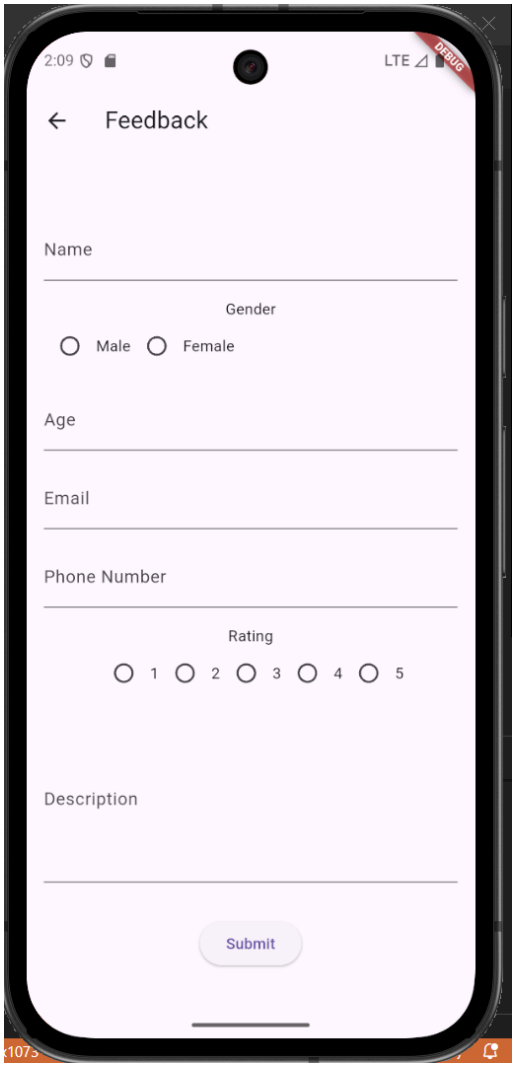 2:09 LTE
DEBUG
Feedback
Name
Gender
Male Female
Age
Email
Phone Number
Rating
1 2 3 4 5
Description
Submit
x1073